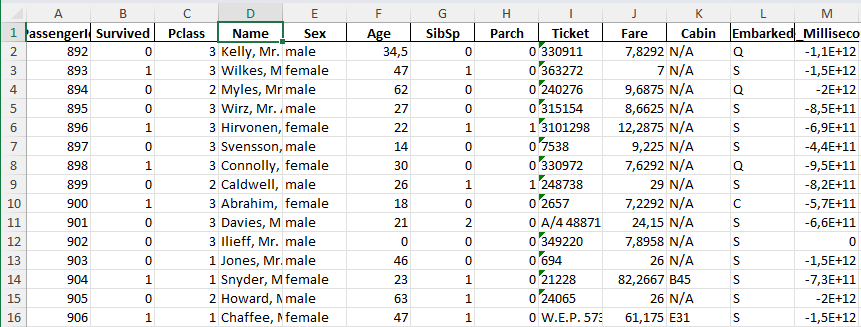 A B C D E F G H I J K L M
1 PassengerId Survived Pclass Name Sex Age SibSp Parch Ticket Fare Cabin Embarked _Milliseco
2 892 0 3 Kelly, Mr. male 34,5 0 0 330911 7,8292 N/A Q -1,1E+12
3 893 1 3 Wilkes, M female 47 1 0 363272 7 N/A S -1,5E+12
4 894 0 2 Myles, Mr male 62 0 0 240276 9,6875 N/A Q -2E+12
5 895 0 3 Wirz, Mr. male 27 0 0 315154 8,6625 N/A S -8,5E+11
6 896 1 3 Hirvonen, female 22 1 1 3101298 12,2875 N/A S -6,9E+11
7 897 0 3 Svensson, male 14 0 0 7538 9,225 N/A S -4,4E+11
8 898 1 3 Connolly, female 30 0 0 330972 7,6292 N/A Q -9,5E+11
9 899 0 2 Caldwell, male 26 1 1 248738 29 N/A S -8,2E+11
10 900 1 3 Abrahim, female 18 0 0 2657 7,2292 N/A C -5,7E+11
11 901 0 3 Davies, M male 21 2 0 A/4 48871 24,15 N/A S -6,6E+11
12 902 0 3 Ilieff, Mr. male 0 0 0 349220 7,8958 N/A S 0
13 903 0 1 Jones, Mr. male 46 0 0 694 26 N/A S -1,5E+12
14 904 1 1 Snyder, M female 23 1 0 21228 82,2667 B45 S -7,3E+11
15 905 0 2 Howard, M male 63 1 0 24065 26 N/A S -2E+12
16 906 1 1 Chaffee, M female 47 1 0 W.E.P. 573 61,175 E31 S -1,5E+12